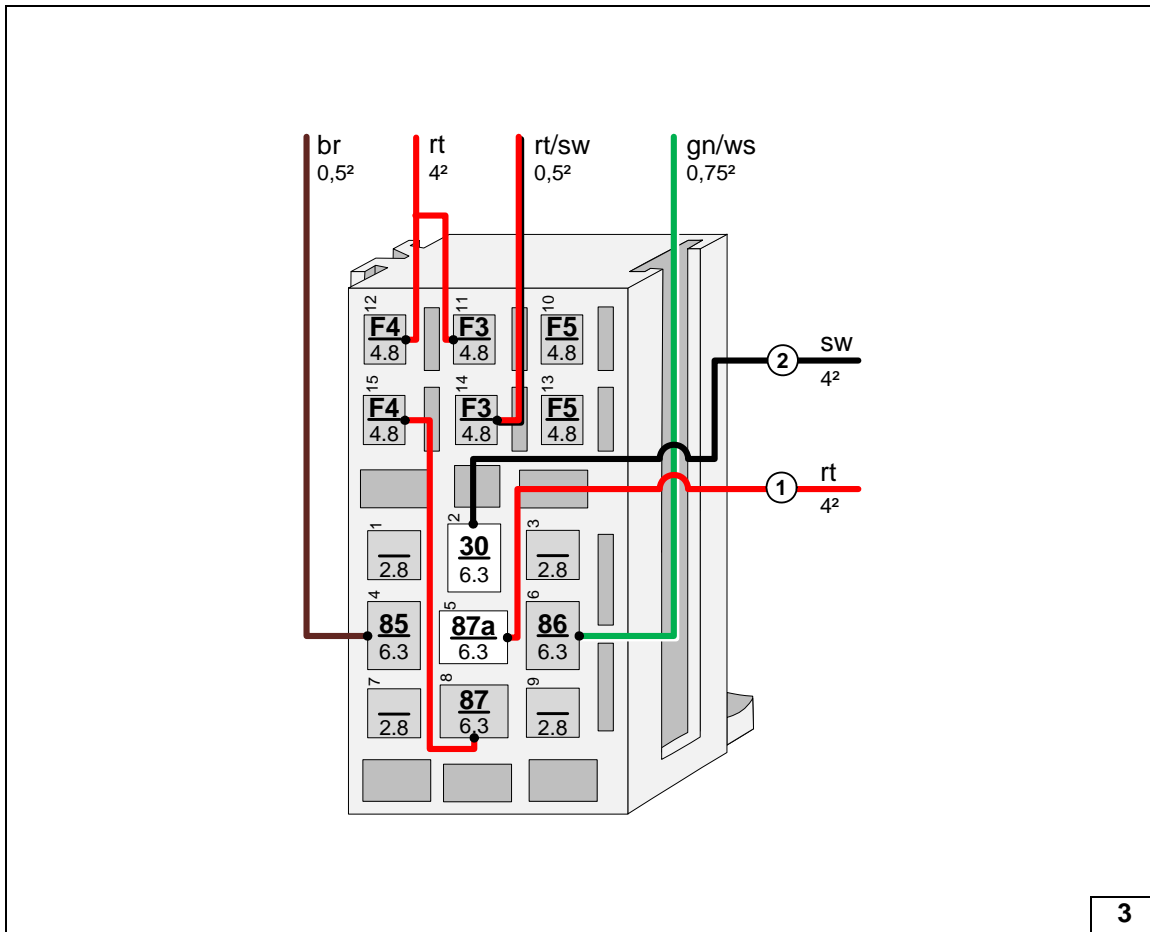 br rt rt/sw gn/ws
0,5² 4² 0,5² 0,75²
12 11 10
F4 F3 F5
4.8 4.8 4.8
15 14 13
F4 F3 F5
4.8 4.8 4.8
2 sw
4²
1 rt
4²
1 2 3
30
2.8 6.3 2.8
4 5 6
85 87a 86
6.3 6.3 6.3
7 8 9
87
2.8 6.3 2.8
3